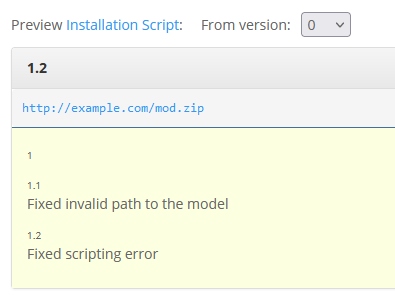 Preview Installation Script: From version: 0
1.2
http://example.com/mod.zip
1
1.1
Fixed invalid path to the model
1.2
Fixed scripting error